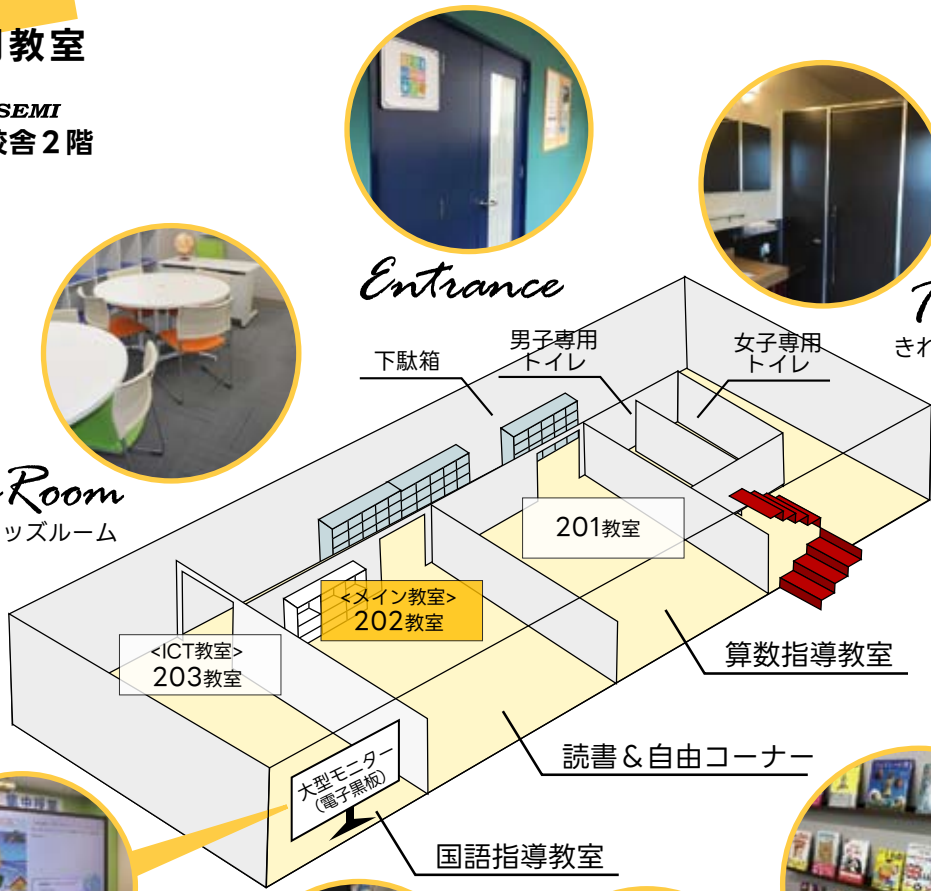 教室
SEMI
校舎2階
Entrance
下駄箱
男子専用
トイレ
女子専用
トイレ
きれ
Room
ッズルーム
201教室
<メイン教室>
202教室
<ICT教室>
203教室
算数指導教室
読書&自由コーナー
大型モニター
(電子黒板)
国語指導教室